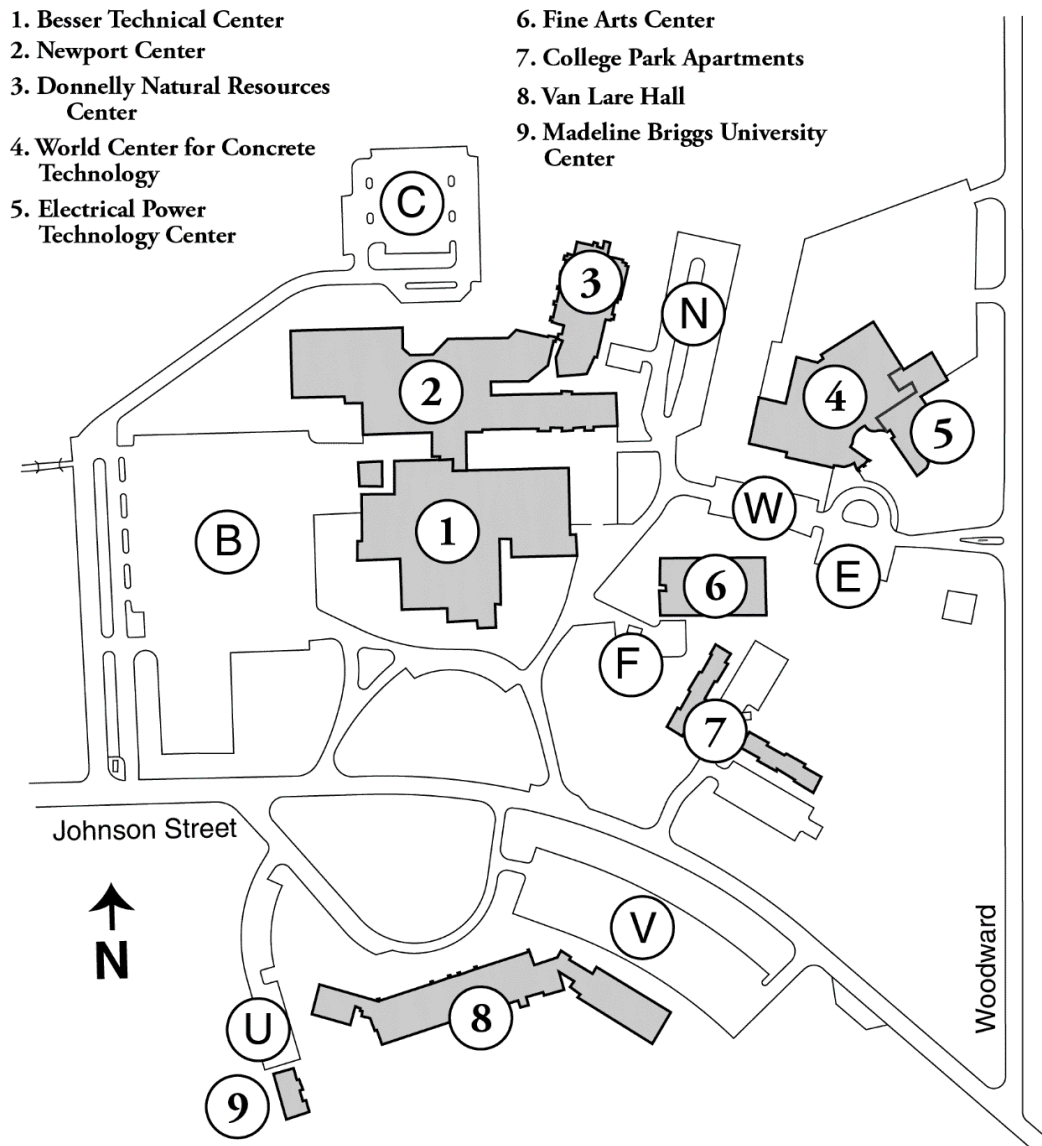 1. Besser Technical Center
2. Newport Center
3. Donnelly Natural Resources
Center
4. World Center for Concrete
Technology
5. Electrical Power
Technology Center
6. Fine Arts Center
7. College Park Apartments
8. Van Lare Hall
9. Madeline Briggs University
Center
C
3
N
2
4
5
1
W
B
6
E
F
7
Johnson Street
N
V
Woodward
8
U
9